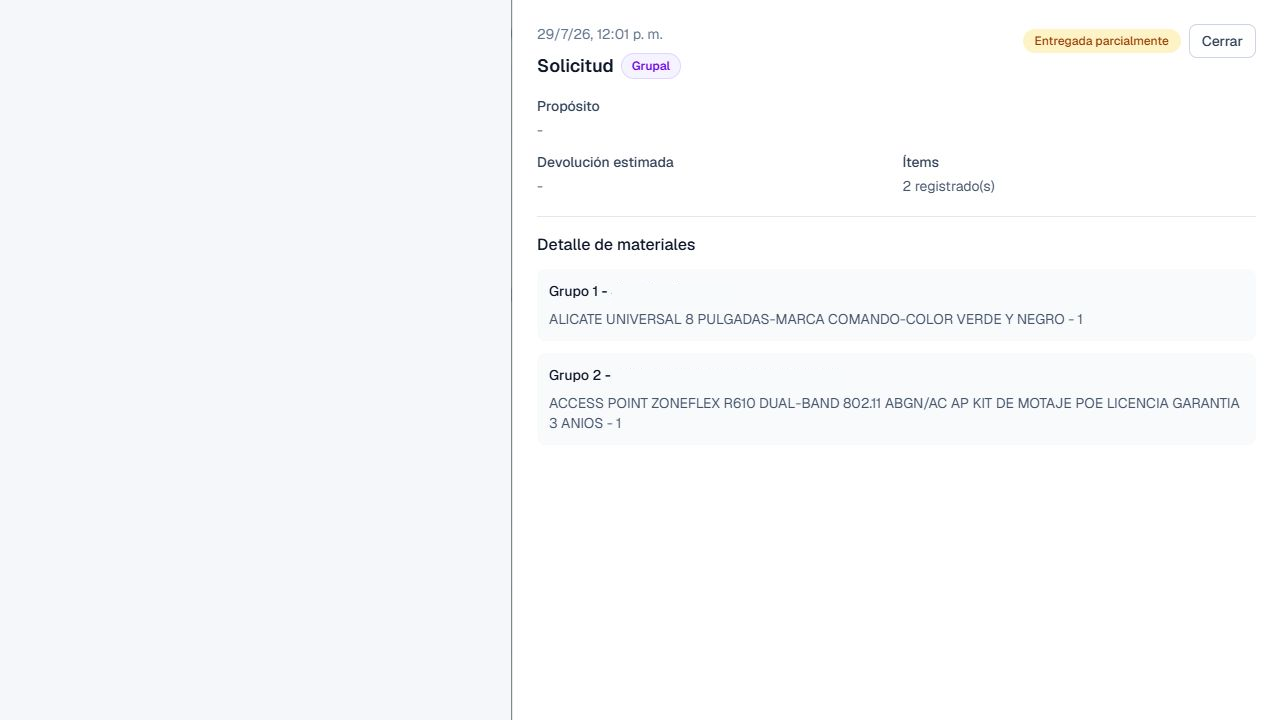 29/7/26, 12:01 p. m.
Entregada parcialmente
Cerrar
Solicitud
Grupal
Propósito
-
Devolución estimada
Ítems
-
2 registrado(s)
Detalle de materiales
Grupo 1 -
ALICATE UNIVERSAL 8 PULGADAS-MARCA COMANDO-COLOR VERDE Y NEGRO - 1
Grupo 2 -
ACCESS POINT ZONEFLEX R610 DUAL-BAND 802.11 ABGN/AC AP KIT DE MOTAJE POE LICENCIA GARANTIA
3 ANIOS - 1